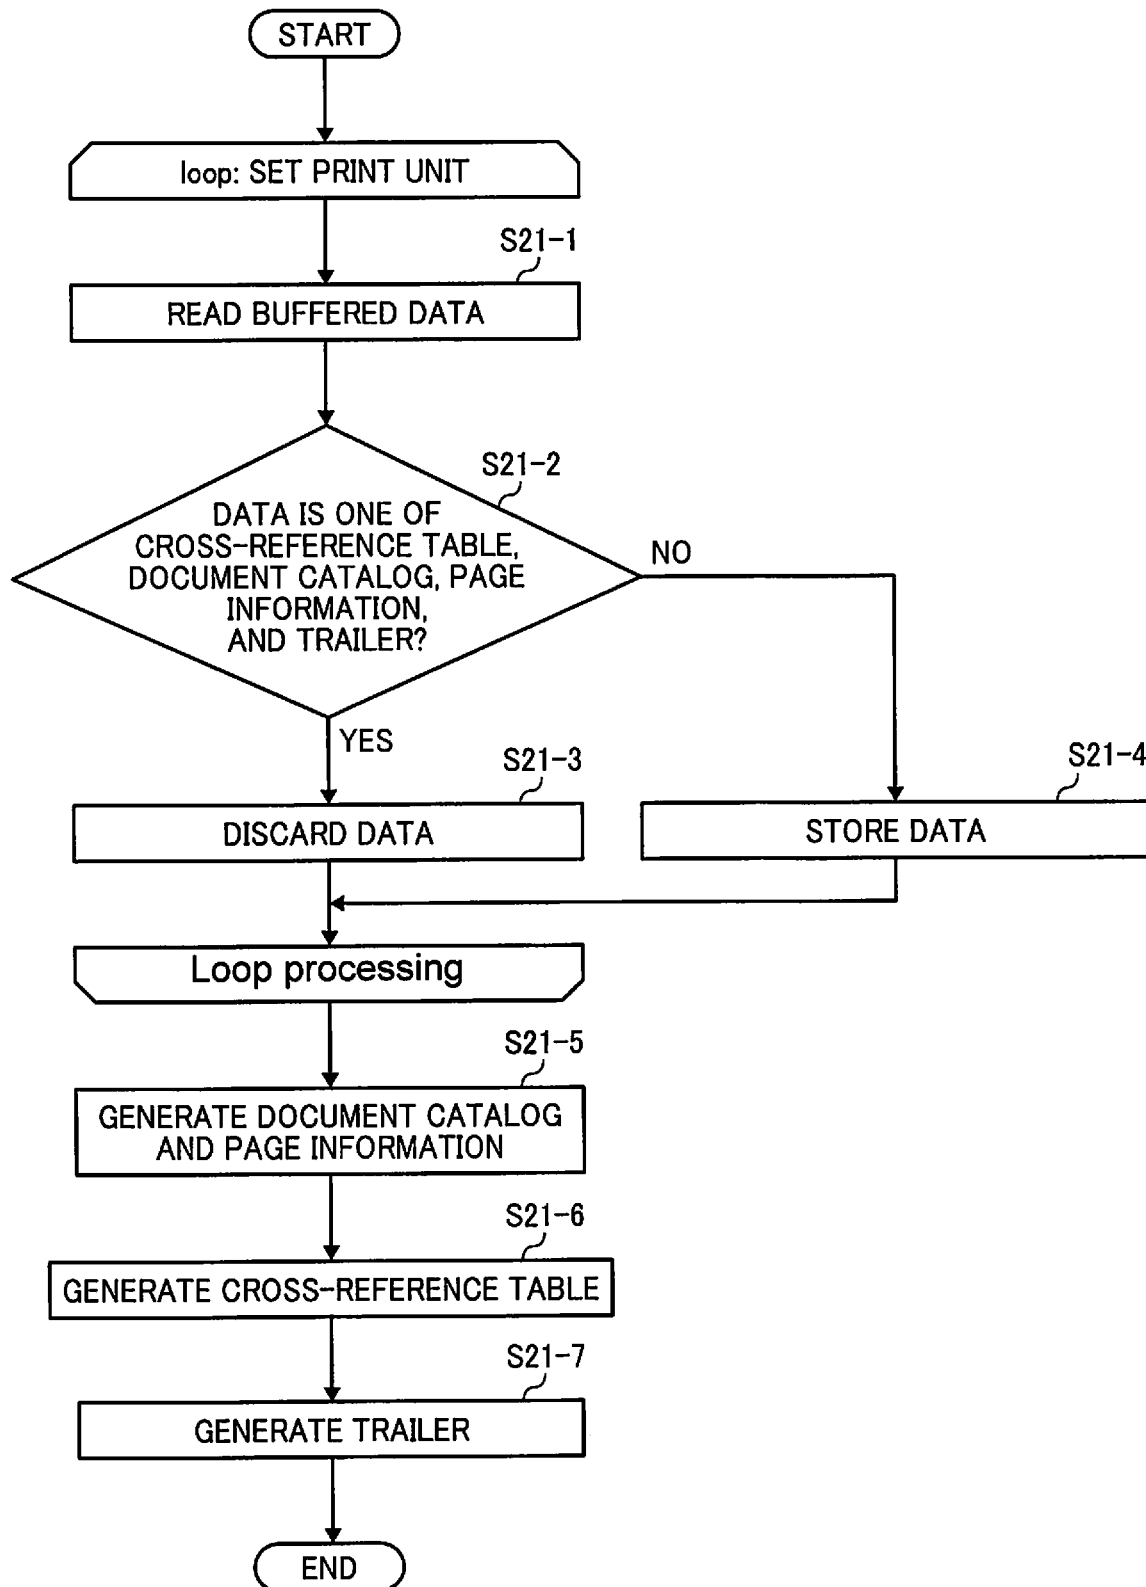 START
loop: SET PRINT UNIT
S21-1
READ BUFFERED DATA
S21-2
DATA IS ONE OF
CROSS-REFERENCE TABLE,
DOCUMENT CATALOG, PAGE
INFORMATION,
AND TRAILER?
NO
YES
S21-3
DISCARD DATA
S21-4
STORE DATA
Loop processing
S21-5
GENERATE DOCUMENT CATALOG
AND PAGE INFORMATION
S21-6
GENERATE CROSS-REFERENCE TABLE
S21-7
GENERATE TRAILER
END